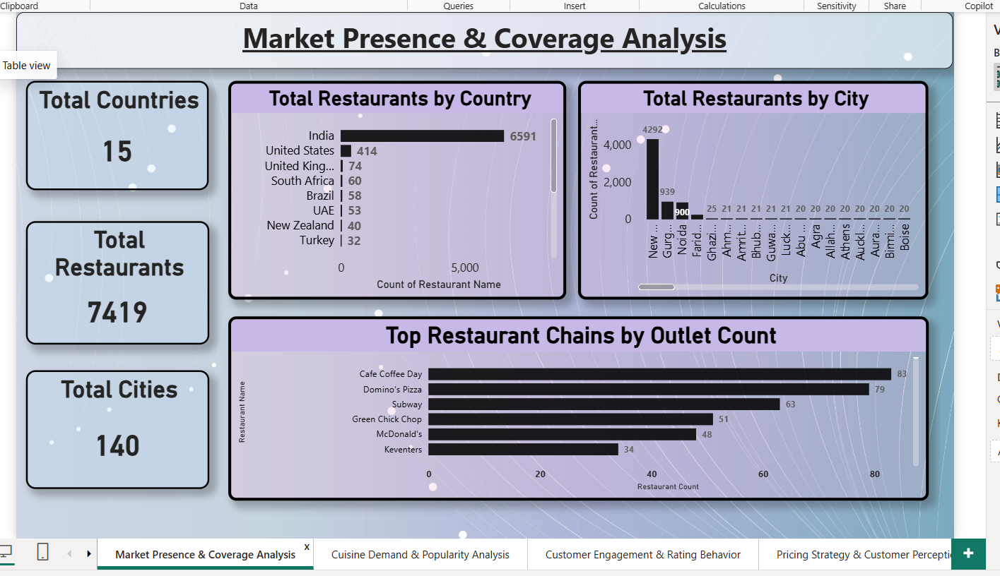 Clipboard
Data
Queries
Insert
Calculations
Sensitivity
Share
Copilot
Market Presence & Coverage Analysis
Table view
Total Countries
15
Total
Restaurants
7419
Total Cities
140
Total Restaurants by Country
India 6591
United States 414
United King... 74
South Africa 60
Brazil 58
UAE 53
New Zealand 40
Turkey 32
0 5,000
Count of Restaurant Name
Total Restaurants by City
Count of Restaurant...
4,000
2,000
0
4292 939 900 25 21 21 21 21 21 20 20 20 20 20 20 20 20
New ... Gurg... Noida Farid... Ghazi... Ahm... Amrit... Bhub... Guwa... Luck... Abu ... Agra Allah... Athens Auckl... Aura... Birmi... Boise
City
Top Restaurant Chains by Outlet Count
Restaurant Name
Cafe Coffee Day 83
Domino's Pizza 79
Subway 63
Green Chick Chop 51
McDonald's 48
Keventers 34
0 20 40 60 80
Restaurant Count
Market Presence & Coverage Analysis x
Cuisine Demand & Popularity Analysis
Customer Engagement & Rating Behavior
Pricing Strategy & Customer Percepti
+